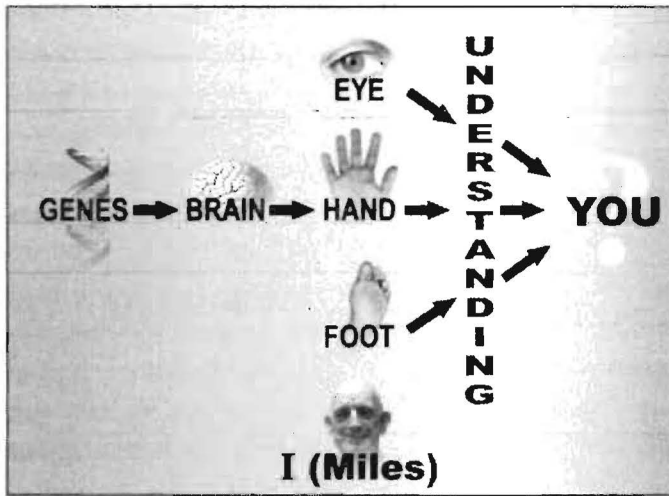 EYE
GENES BRAIN HAND
FOOT
UNDERSTANDING
YOU
I (Miles)